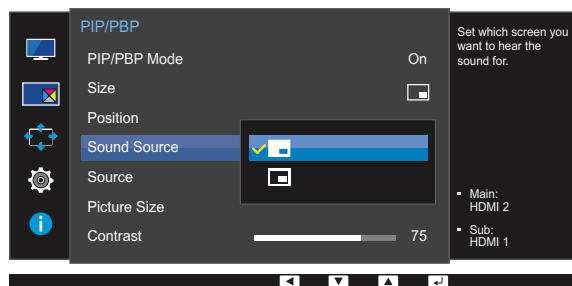 PIP/PBP
PIP/PBP Mode On
Size
Position
Sound Source
Source
Picture Size
Contrast 75
Set which screen you
want to hear the
sound for.
Main:
HDMI 2
Sub:
HDMI 1